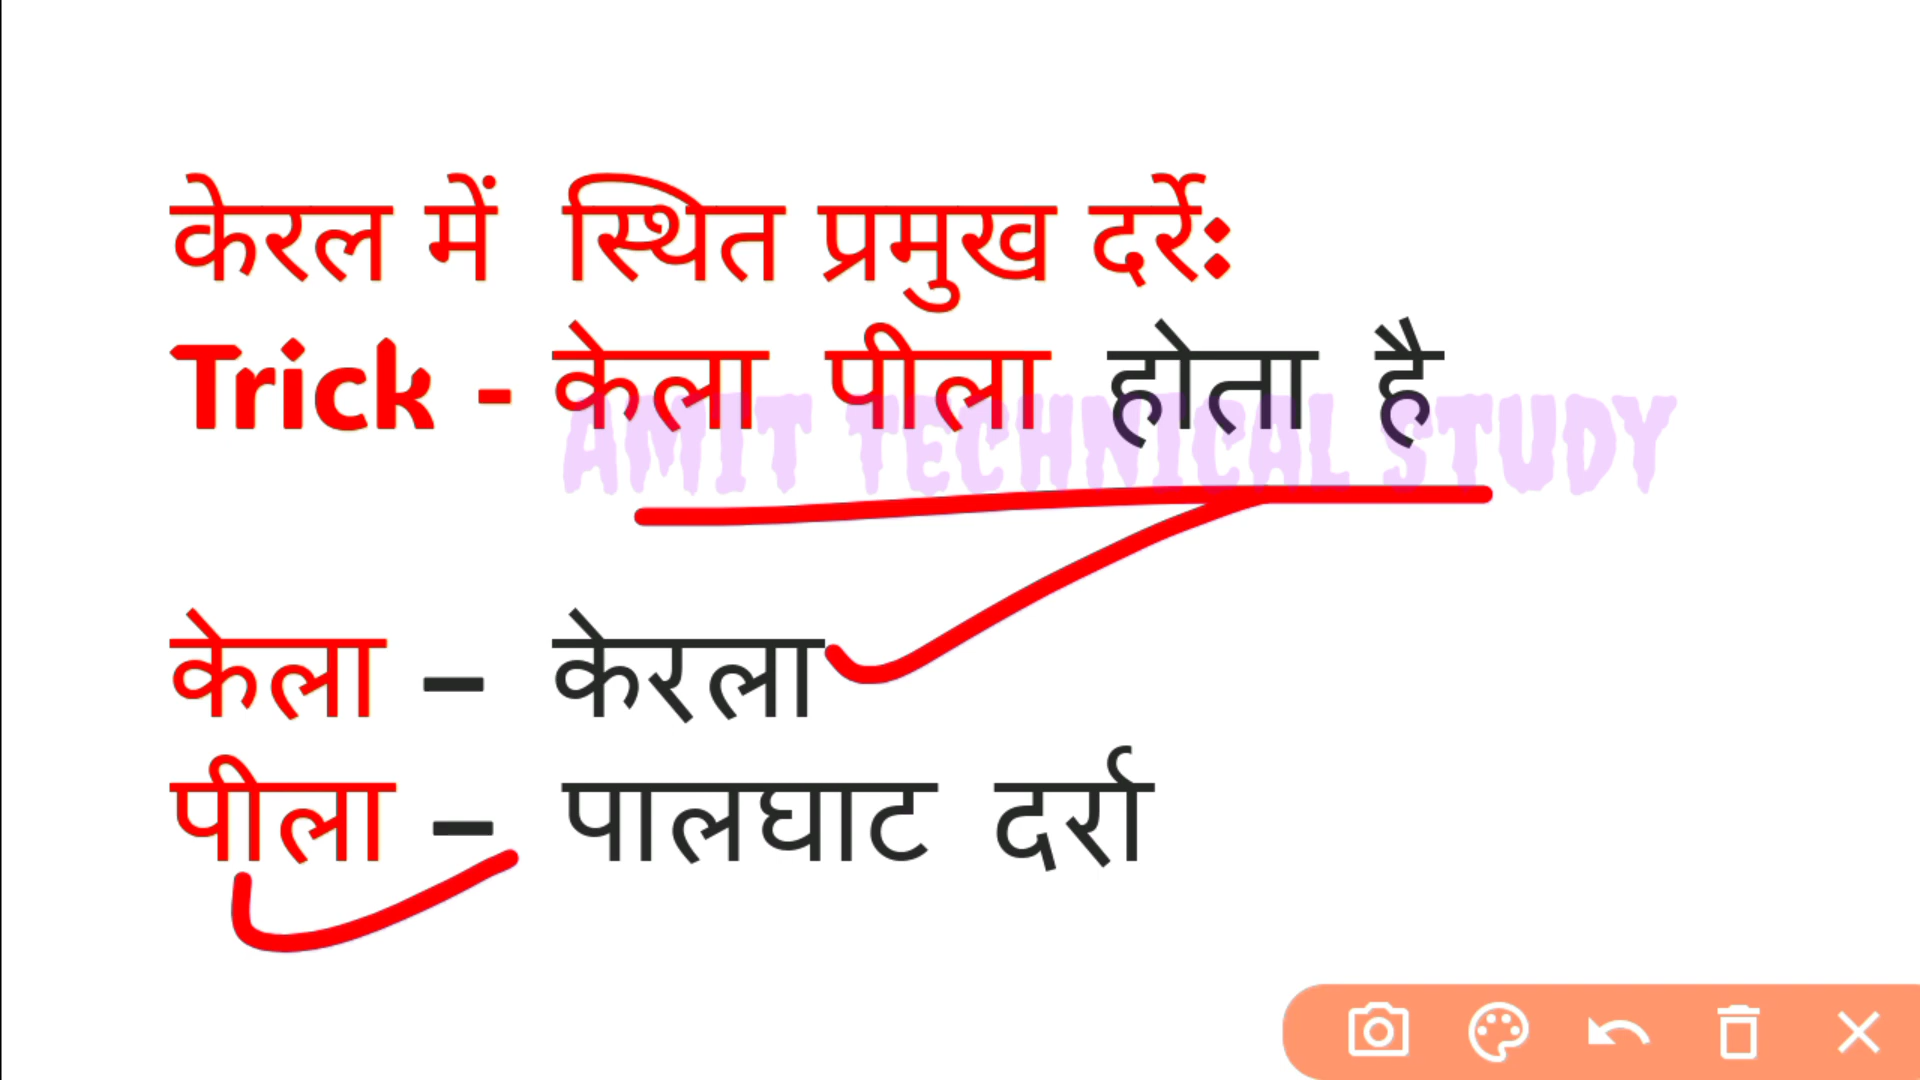 केरल में स्थित प्रमुख दर्रे:
Trick - केला पीला होता है
AMIT TECHNICAL STUDY
केला – केरला
पीला – पालघाट दर्रा